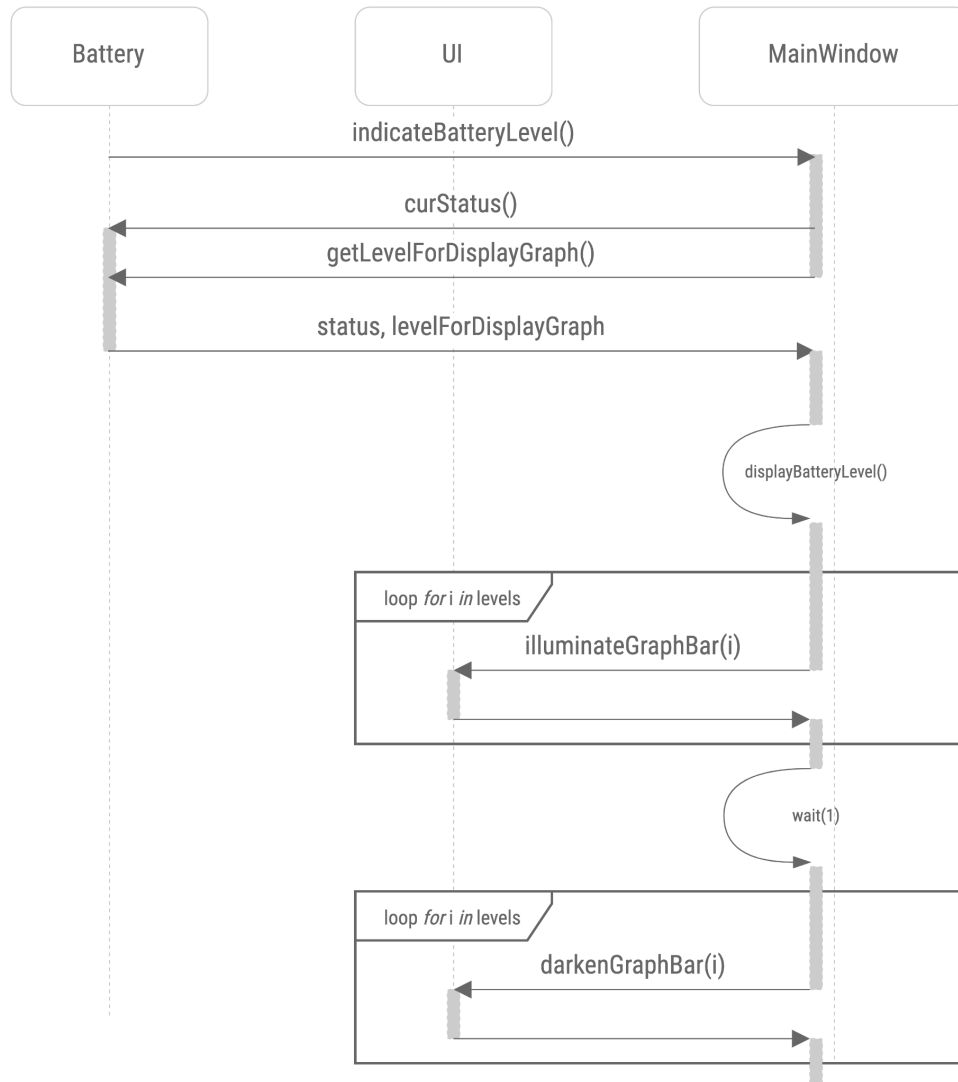 Battery
UI
MainWindow
indicateBatteryLevel()
curStatus()
getLevelForDisplayGraph()
status, levelForDisplayGraph
displayBatteryLevel()
loop for i in levels
illuminateGraphBar(i)
wait(1)
loop for i in levels
darkenGraphBar(i)